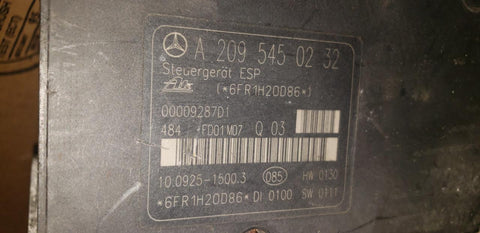 A 209 545 02 32
Steuergerät ESP
Ate (*6FR1H20D86*)
00009287D1
484 FD01M07 Q 03
10.0925-1500.3 085 HW 0130
*6FR1H20D86* DI 0100 SW 0111